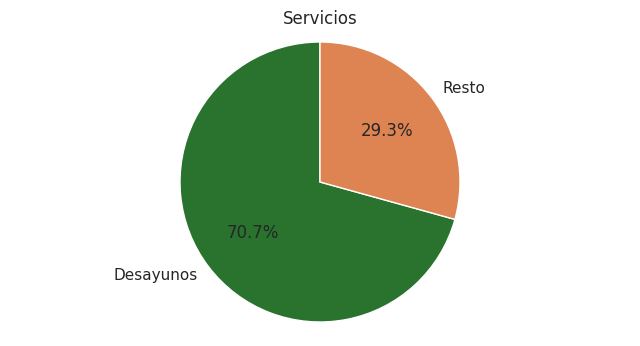 Servicios
Resto
29.3%
70.7%
Desayunos